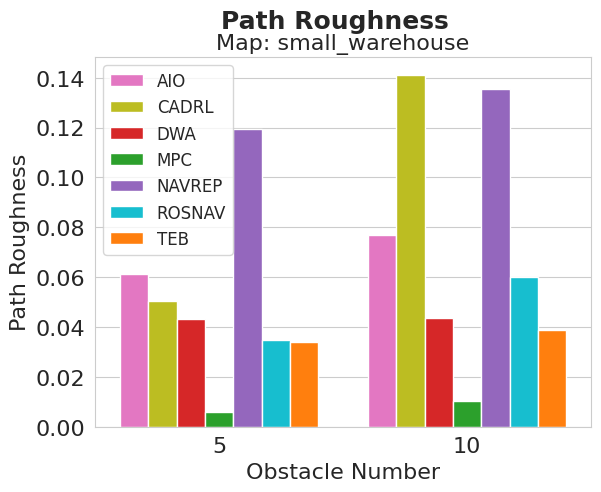 Path Roughness
Map: small_warehouse
Path Roughness
0.14
0.12
0.10
0.08
0.06
0.04
0.02
0.00
AIO
CADRL
DWA
MPC
NAVREP
ROSNAV
TEB
5
10
Obstacle Number